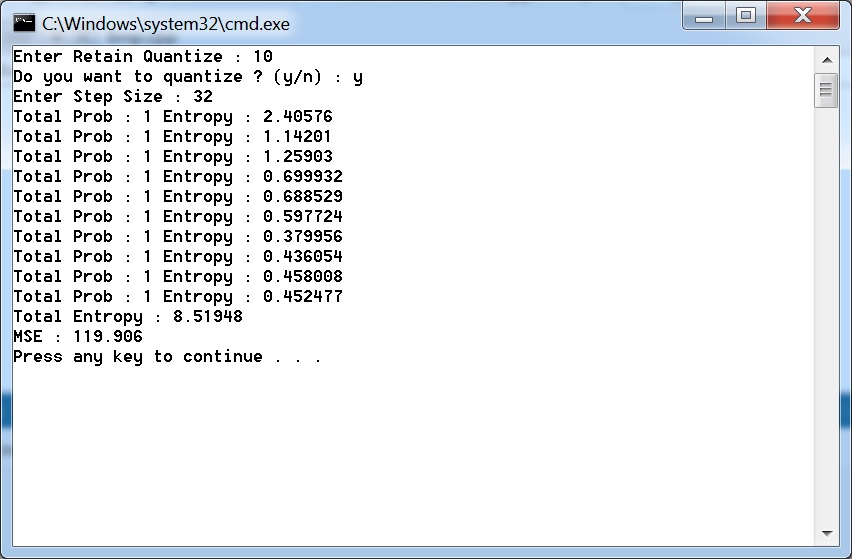 C:\Windows\system32\cmd.exe
Enter Retain Quantize : 10
Do you want to quantize ? (y/n) : y
Enter Step Size : 32
Total Prob : 1 Entropy : 2.40576
Total Prob : 1 Entropy : 1.14201
Total Prob : 1 Entropy : 1.25903
Total Prob : 1 Entropy : 0.699932
Total Prob : 1 Entropy : 0.688529
Total Prob : 1 Entropy : 0.597724
Total Prob : 1 Entropy : 0.379956
Total Prob : 1 Entropy : 0.436054
Total Prob : 1 Entropy : 0.458008
Total Prob : 1 Entropy : 0.452477
Total Entropy : 8.51948
MSE : 119.906
Press any key to continue . . .